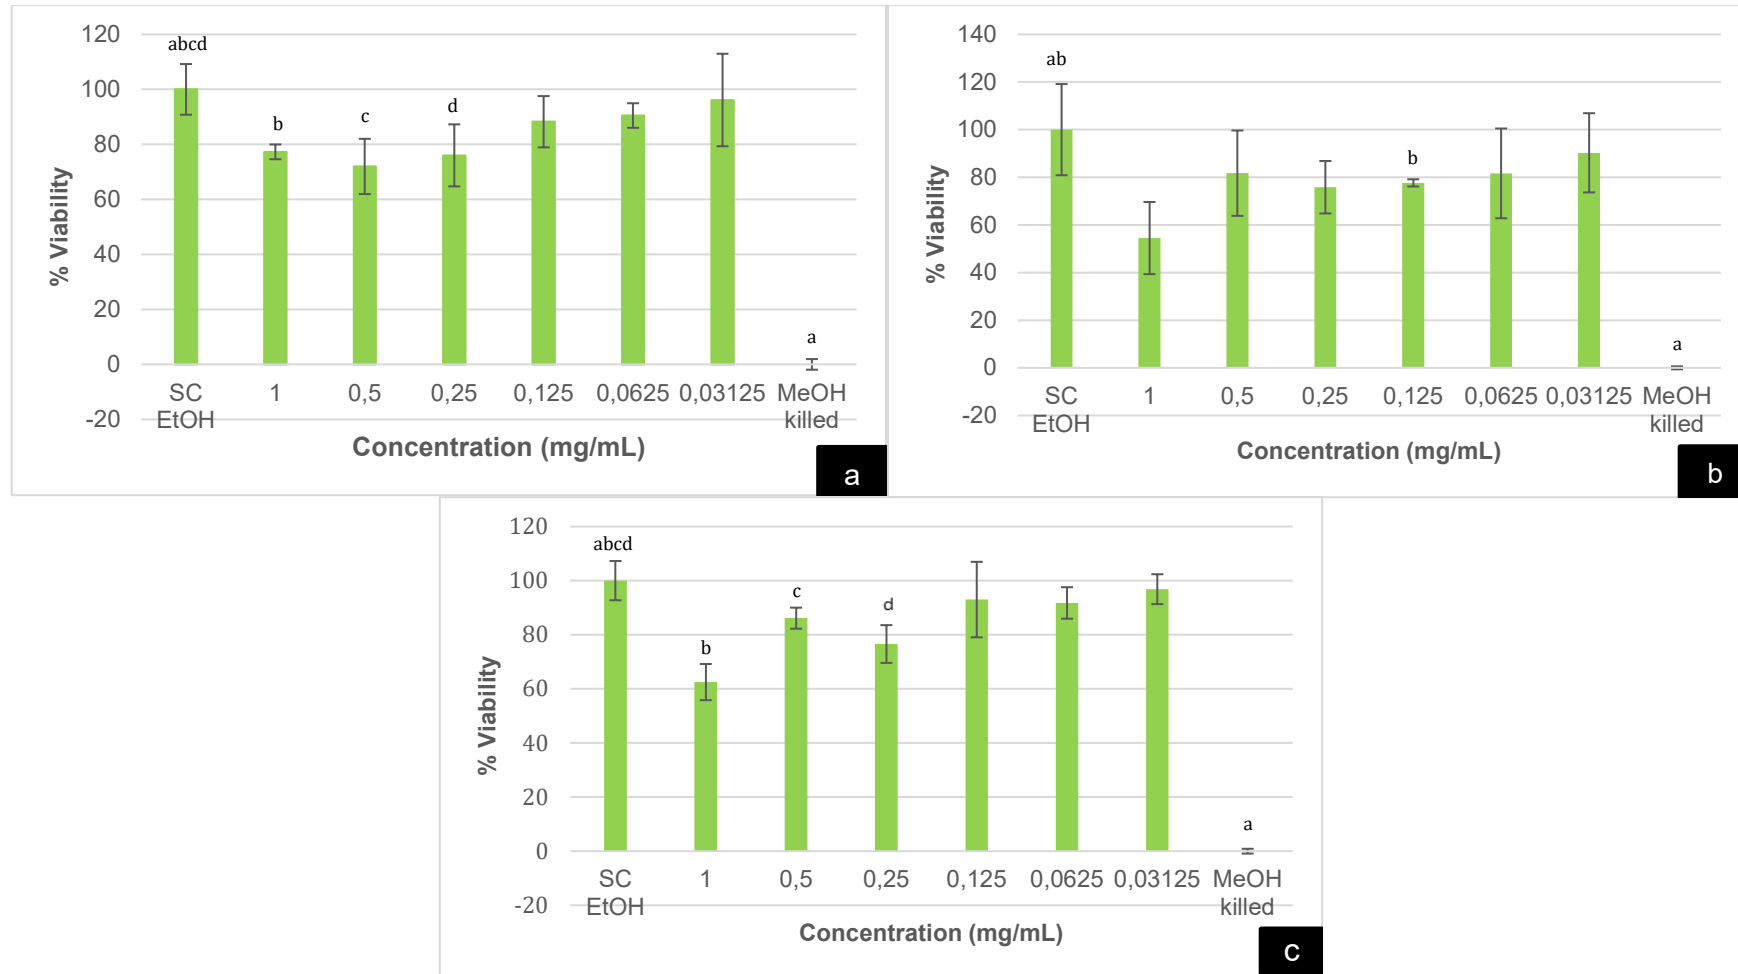 120
100
80
60
40
20
0
-20
% Viability
abcd
b
c
d
a
SC EtOH
1
0,5
0,25
0,125
0,0625
0,03125
MeOH killed
Concentration (mg/mL)
a
140
120
100
80
60
40
20
0
-20
% Viability
ab
b
a
SC EtOH
1
0,5
0,25
0,125
0,0625
0,03125
MeOH killed
Concentration (mg/mL)
b
120
100
80
60
40
20
0
-20
% Viability
abcd
b
c
d
a
SC EtOH
1
0,5
0,25
0,125
0,0625
0,03125
MeOH killed
Concentration (mg/mL)
c